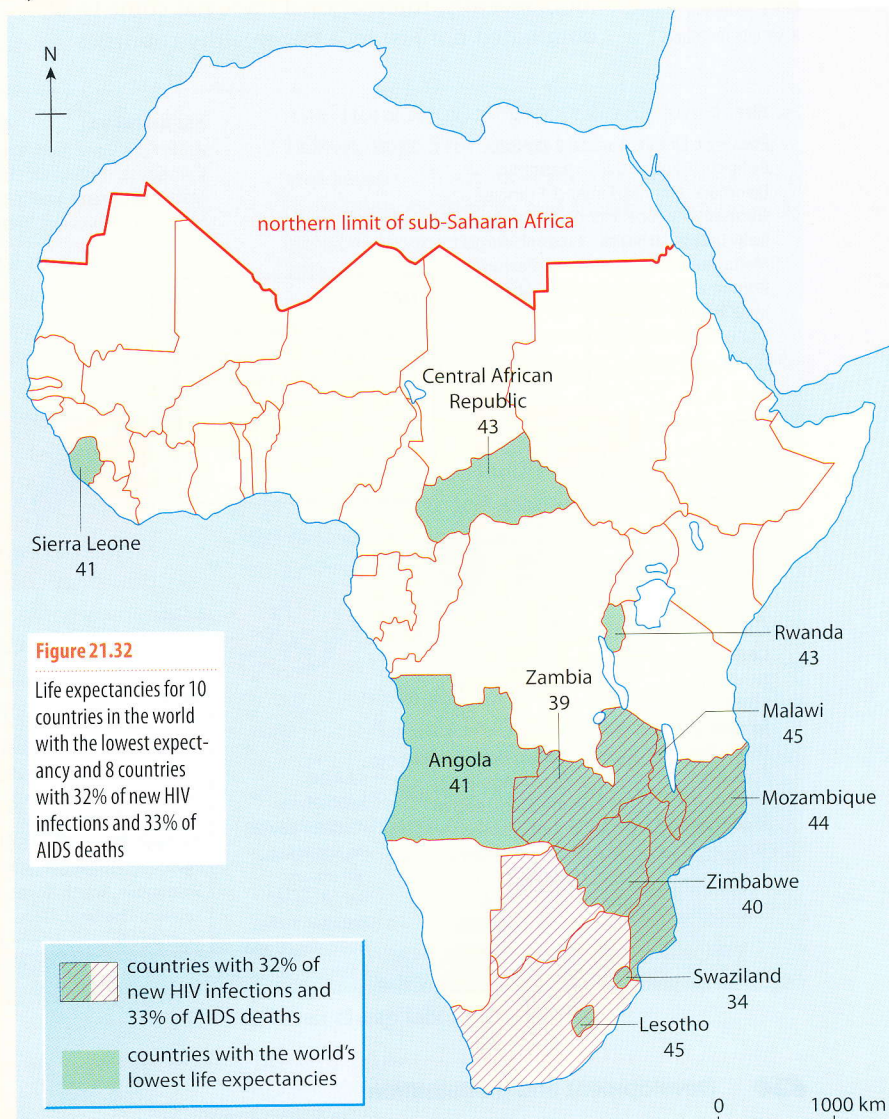 N
northern limit of sub-Saharan Africa
Central African
Republic
43
Sierra Leone
41
Rwanda
43
Zambia
39
Malawi
45
Angola
41
Mozambique
44
Zimbabwe
40
Swaziland
34
Lesotho
45
Figure 21.32
Life expectancies for 10
countries in the world
with the lowest expect-
ancy and 8 countries
with 32% of new HIV
infections and 33% of
AIDS deaths
countries with 32% of
new HIV infections and
33% of AIDS deaths
countries with the world's
lowest life expectancies
0 1000 km